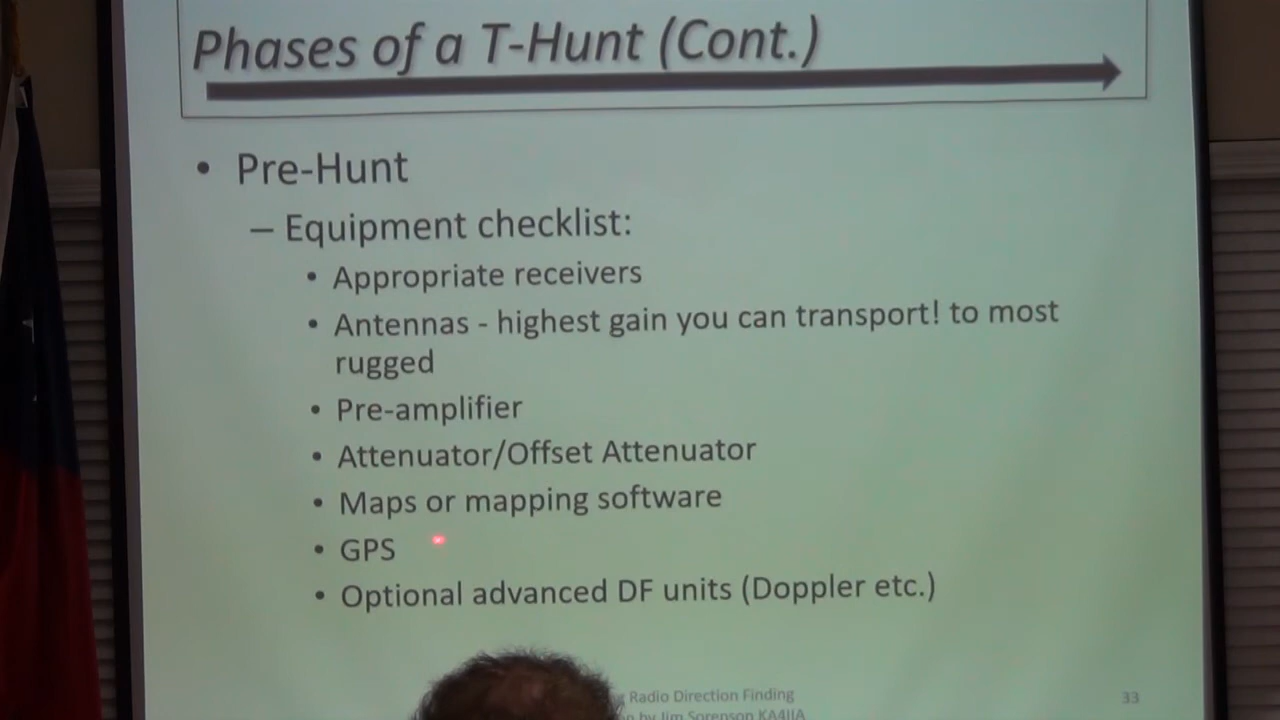 Phases of a T-Hunt (Cont.)
• Pre-Hunt
– Equipment checklist:
• Appropriate receivers
• Antennas - highest gain you can transport! to most
rugged
• Pre-amplifier
• Attenuator/Offset Attenuator
• Maps or mapping software
• GPS
• Optional advanced DF units (Doppler etc.)
Radio Direction Finding
33
by Jim Sorenson KA4IIA